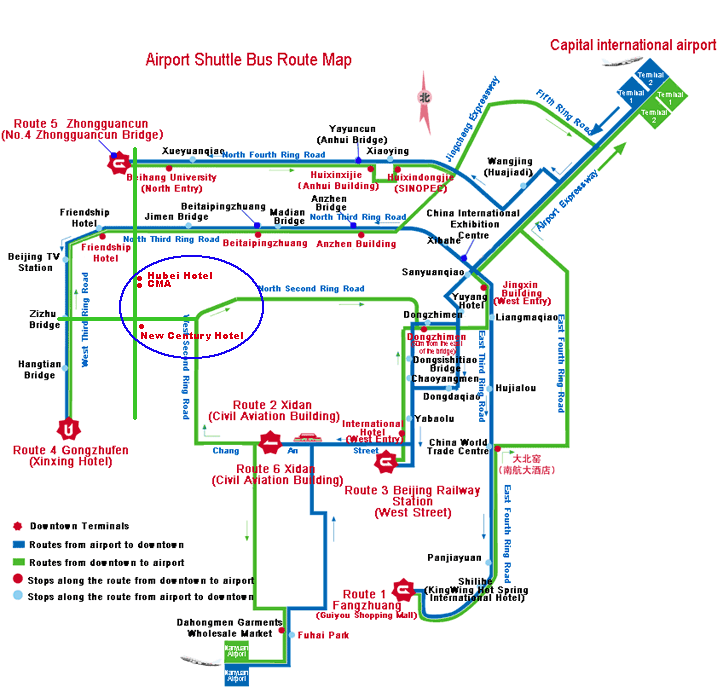 Capital international airport
Airport Shuttle Bus Route Map
Terminal
2
Terminal
1
Terminal
1
Terminal
2
北
Fifth Ring Road
Jingcheng Expressway
Route 5 Zhongguancun
(No.4 Zhongguancun Bridge)
Yayuncun
(Anhui Bridge)
Xueyuanqiao
Xiaoying
North Fourth Ring Road
Wangjing
(Huajiadi)
Beihang University
(North Entry)
Huixinxijie
(Anhui Building)
Huixindongjie
(SINOPEC)
Airport Expressway
Friendship
Hotel
Jimen Bridge
Beitaipingzhuang
Madian
Bridge
Anzhen
Bridge
North Third Ring Road
China International
Exhibition
Centre
Xibahe
North Third Ring Road
Friendship
Hotel
Beitaipingzhuang
Anzhen Building
Beijing TV
Station
Sanyuanqiao
Hubei Hotel
CMA
North Second Ring Road
Yuyang
Hotel
Jingxin
Building
(West Entry)
Zizhu
Bridge
New Century Hotel
West Third Ring Road
West Second Ring Road
Dongzhimen
Liangmaqiao
Dongzhimen
of the bridge)
East Third Ring Road
East Fourth Ring Road
Hangtian
Bridge
Dongsishitiao
Bridge
Chaoyangmen
Dongdaqiao
Hujialou
Route 2 Xidan
(Civil Aviation Building)
Yabaolu
International
Hotel
(West Entry)
Route 4 Gongzhufen
(Xinxing Hotel)
Chang An Street
China World
Trade Centre
大北窑
(南航大酒店)
Route 6 Xidan
(Civil Aviation Building)
Route 3 Beijing Railway
Station
(West Street)
East Fourth Ring Road
Downtown Terminals
Routes from airport to downtown
Routes from downtown to airport
Stops along the route from downtown to airport
Stops along the route from airport to downtown
Panjiayuan
Shilihe
(KingWing Hot Spring
International Hotel)
Route 1
Fangzhuang
(Guiyou Shopping Mall)
Dahongmen Garments
Wholesale Market
Fuhai Park
Nanyuan
Airport
Nanyuan
Airport